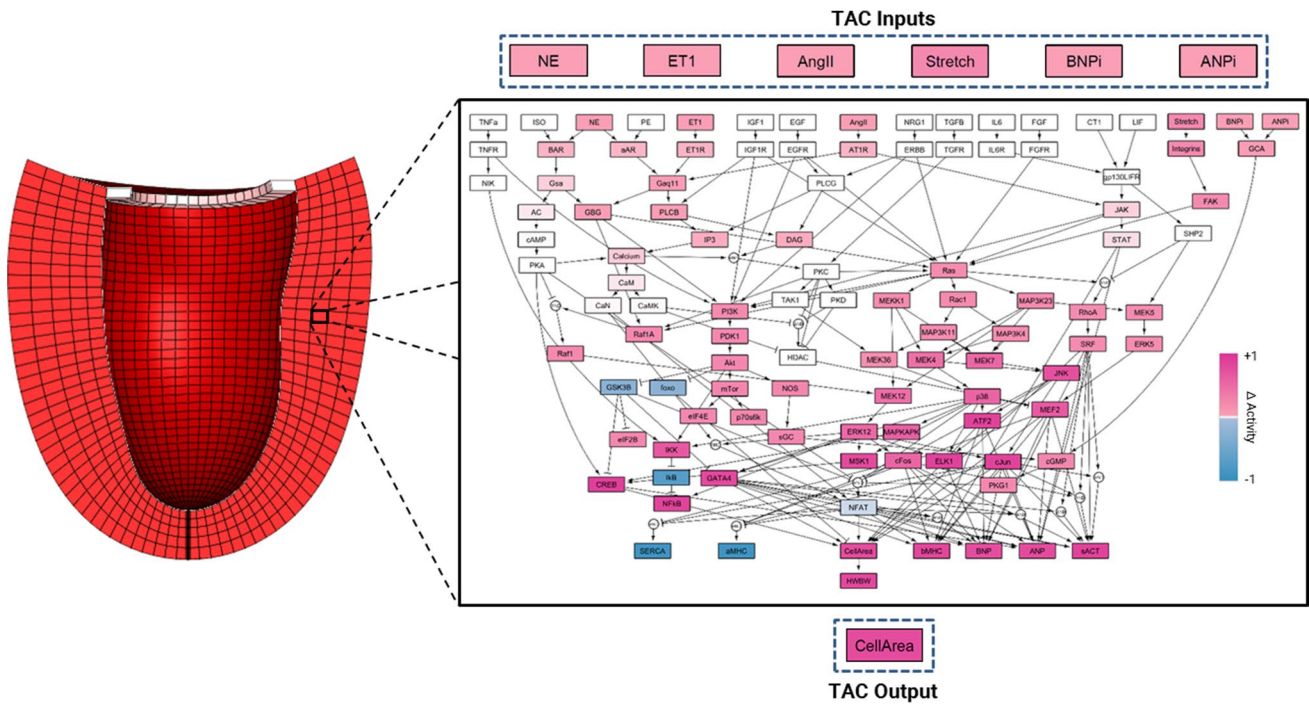 TAC Inputs
NE ET1 AngII Stretch BNPi ANPi
TNFa ISO NE PE ET1 IGF1 EGF AngII NRG1 TGFB IL6 FGF CT1 LIF Stretch BNPi ANPi
TNFR BAR aAR ET1R IGF1R EGFR AT1R ERBB TGFR IL6R FGFR Integrins GCA
NIK Gsa Gaq11 PLCG gp130LIFR
FAK
AC GBG PLCB JAK
cAMP IP3 DAG STAT SHP2
PKA Calcium PKC Ras
CaM
CaN CaMK TAK1 PKD MEKK1 Rac1 MAP3K23
PI3K RhoA MEK5
Raf1A PDK1 MAP3K11 MAP3K4
Raf1 HDAC MEK36 MEK4 MEK7 SRF ERK5
Akt JNK
GSK3B foxo mTor NOS MEK12 p38
eIF4E p70s6k MEF2
ATF2
eIF2B sGC ERK12 MAPKAPK
IKK MSK1 cFos ELK1 cJun cGMP
CREB IkB GATA4 PKG1
NFkB NFAT
SERCA aMHC CellArea bMHC BNP ANP sACT
HWBW
+1
Δ Activity
-1
CellArea
TAC Output